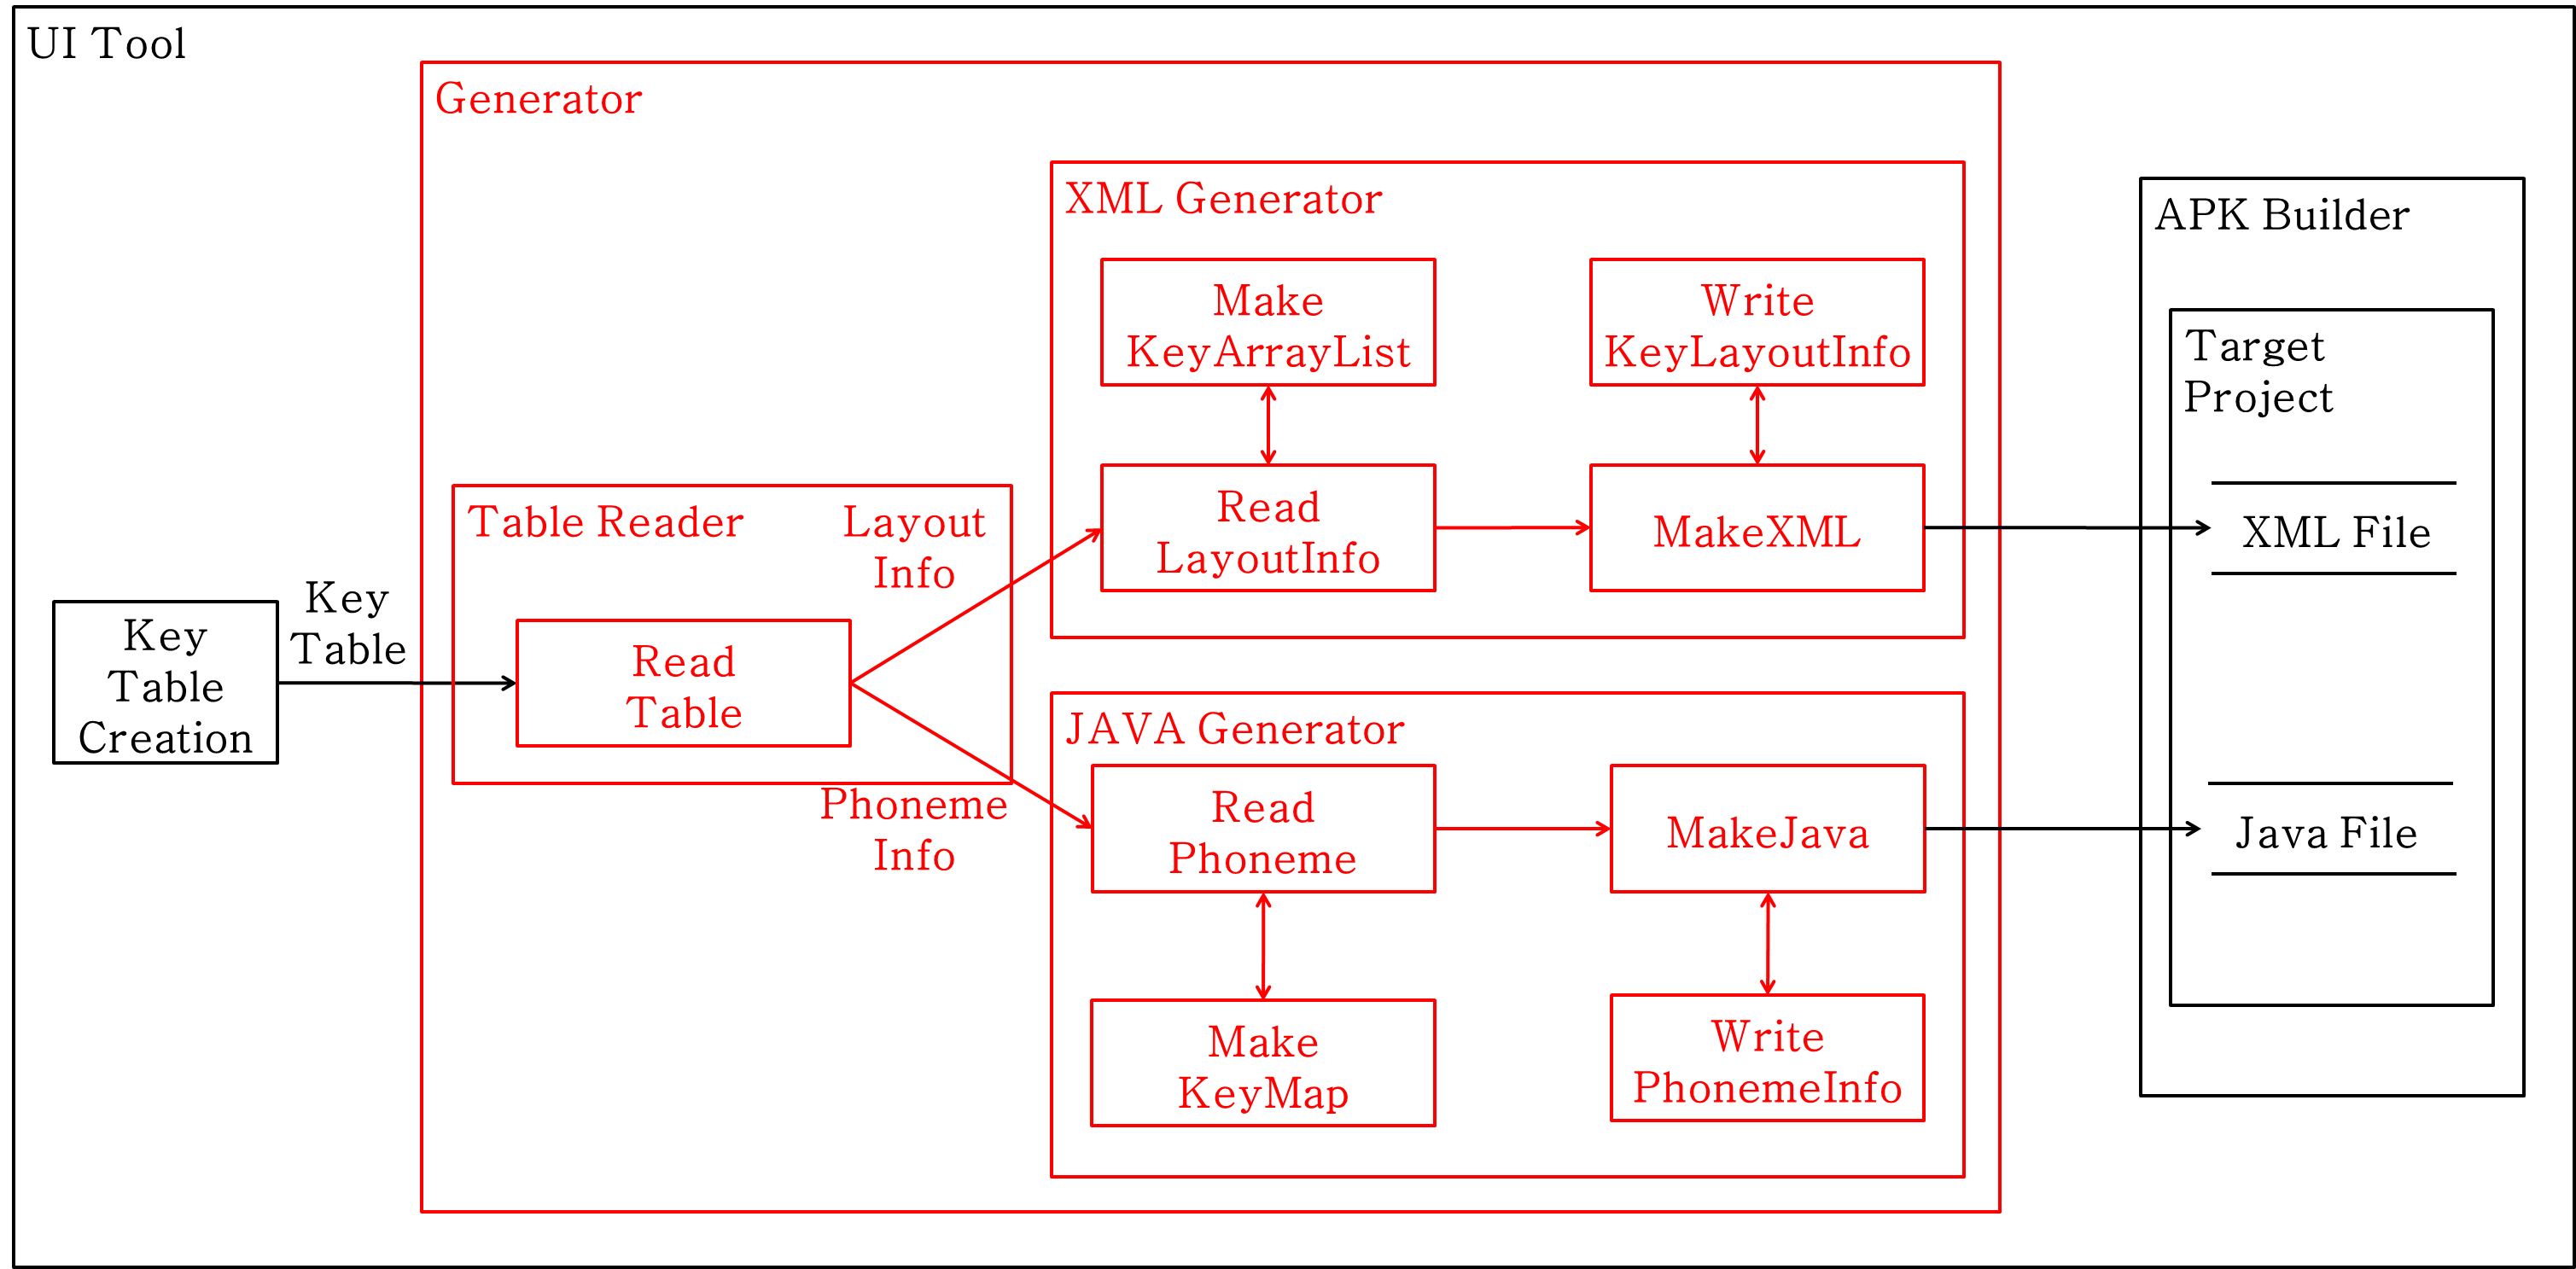 UI Tool
Generator
XML Generator
Make
KeyArrayList
Write
KeyLayoutInfo
Read
LayoutInfo
MakeXML
Table Reader
Layout
Info
Read
Table
Key
Table
Creation
Key
Table
Phoneme
Info
JAVA Generator
Read
Phoneme
MakeJava
Make
KeyMap
Write
PhonemeInfo
APK Builder
Target
Project
XML File
Java File